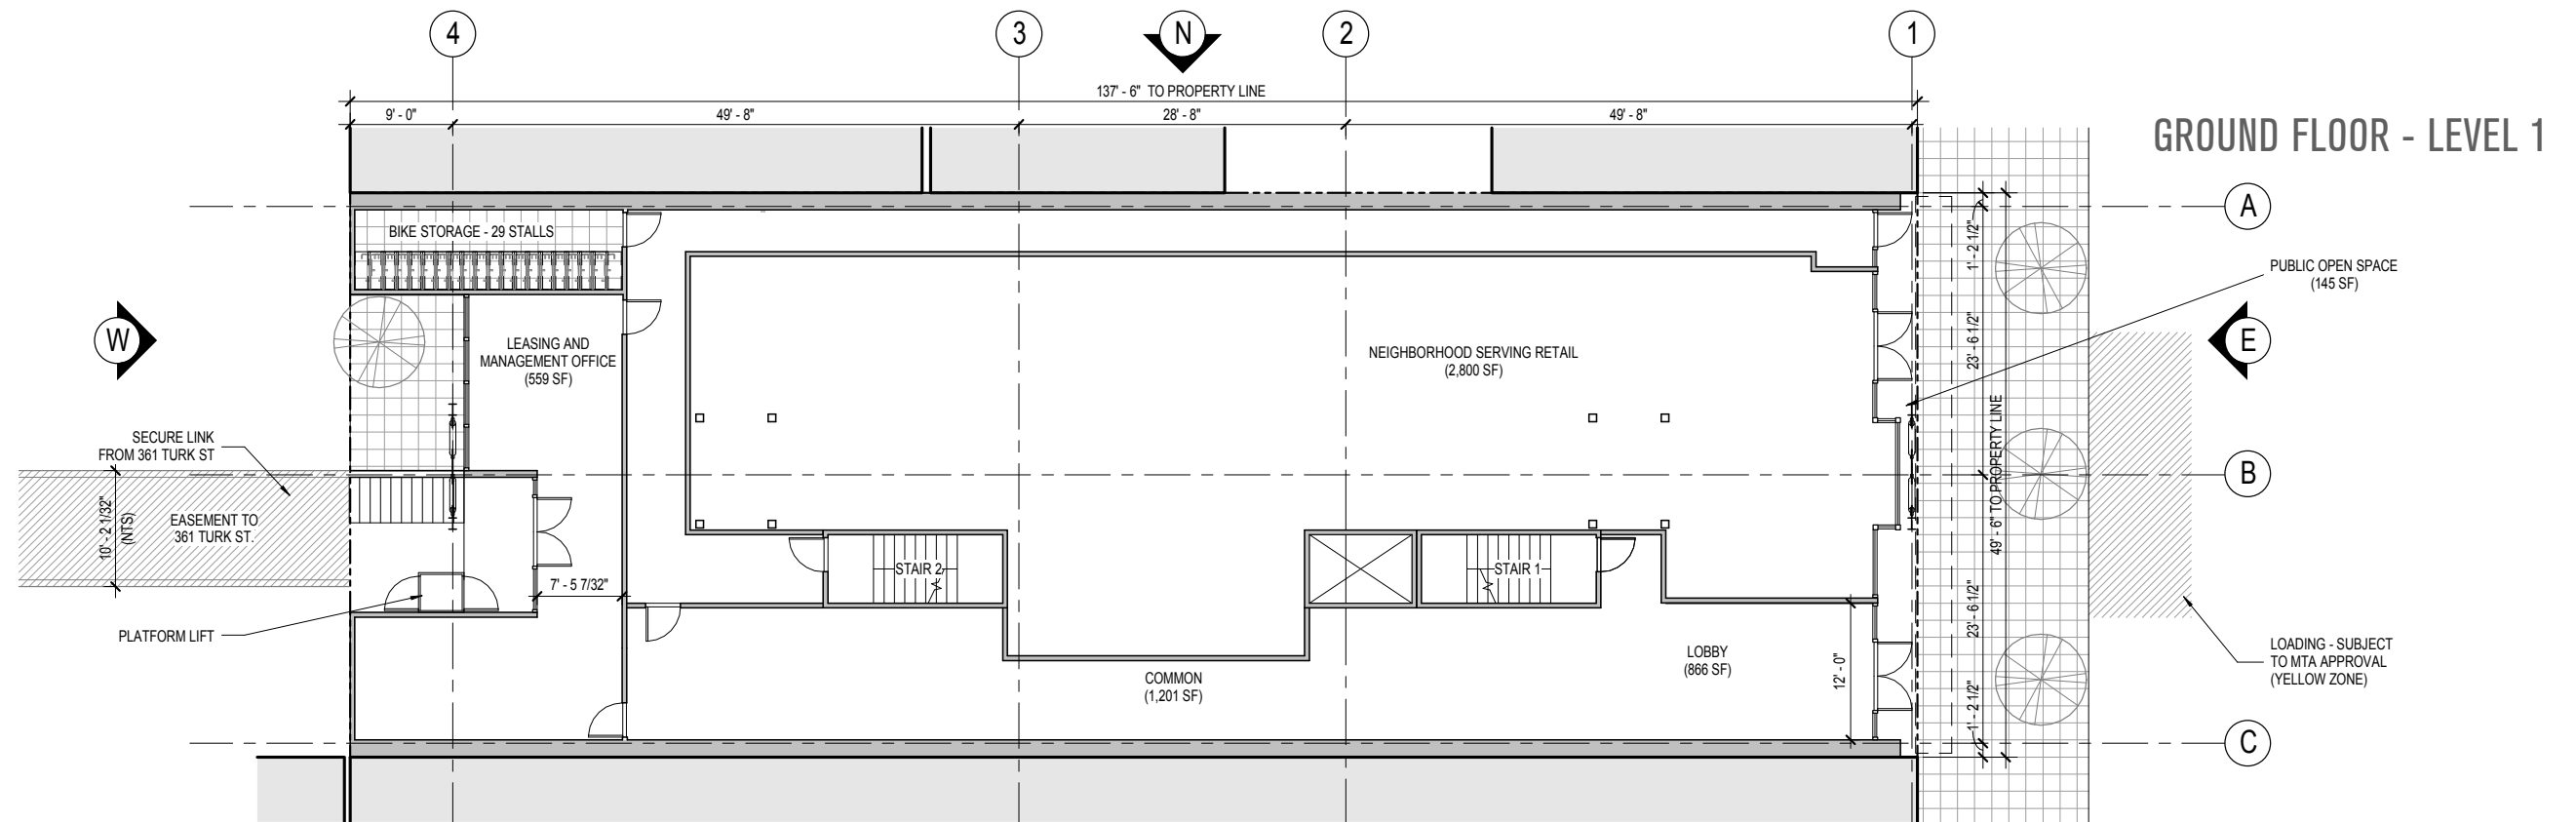 4
3
N
2
1
137' - 6" TO PROPERTY LINE
9' - 0"
49' - 8"
28' - 8"
49' - 8"
GROUND FLOOR - LEVEL 1
A
BIKE STORAGE - 29 STALLS
1' - 2 1/2"
PUBLIC OPEN SPACE
(145 SF)
W
LEASING AND
MANAGEMENT OFFICE
(559 SF)
NEIGHBORHOOD SERVING RETAIL
(2,800 SF)
23' - 6 1/2"
E
SECURE LINK
FROM 361 TURK ST
49' - 6" TO PROPERTY LINE
B
10' - 2 1/32"
(NTS)
EASEMENT TO
361 TURK ST.
STAIR 2
STAIR 1
7' - 5 7/32"
23' - 6 1/2"
PLATFORM LIFT
LOBBY
(866 SF)
12' - 0"
LOADING - SUBJECT
TO MTA APPROVAL
(YELLOW ZONE)
COMMON
(1,201 SF)
1' - 2 1/2"
C